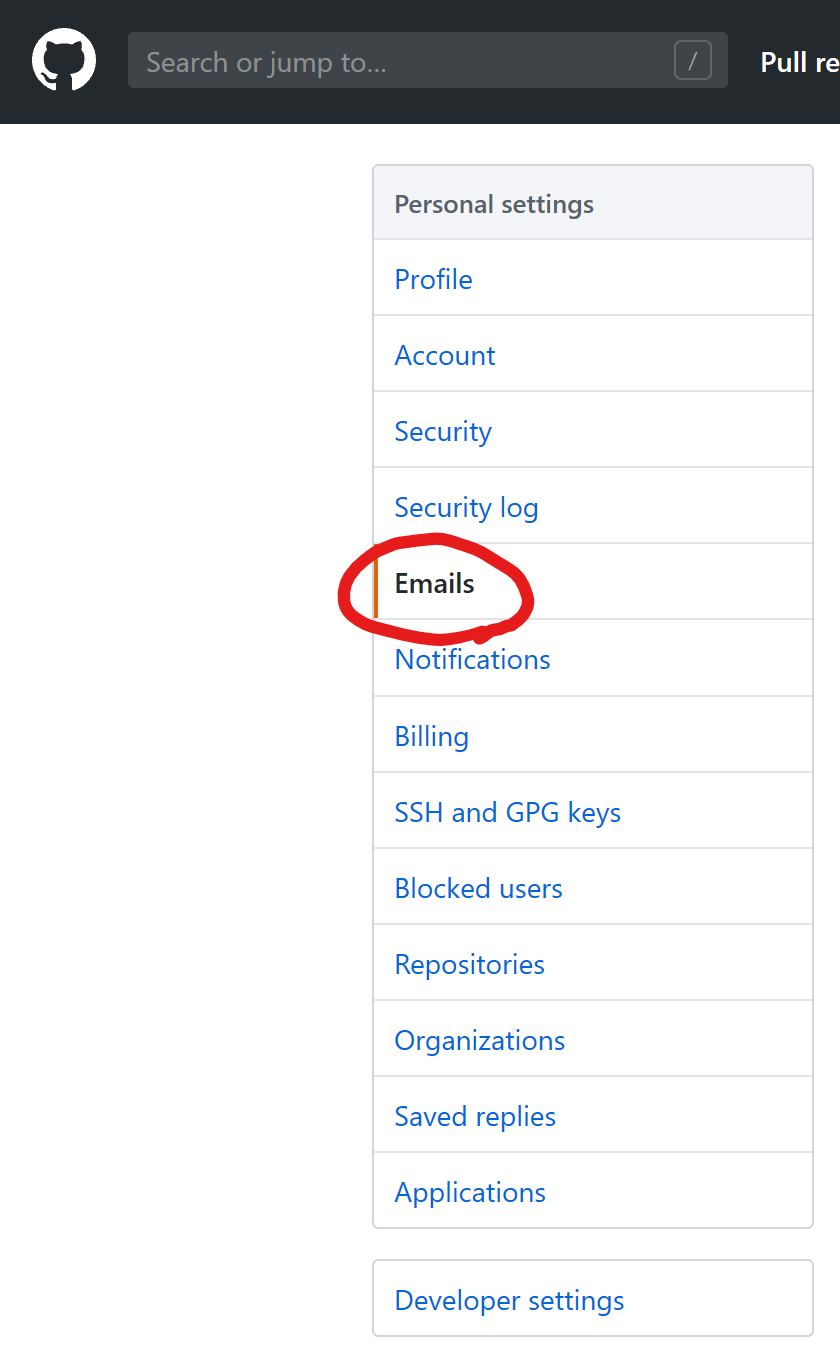 Search or jump to...
/
Pull re
Personal settings
Profile
Account
Security
Security log
Emails
Notifications
Billing
SSH and GPG keys
Blocked users
Repositories
Organizations
Saved replies
Applications
Developer settings